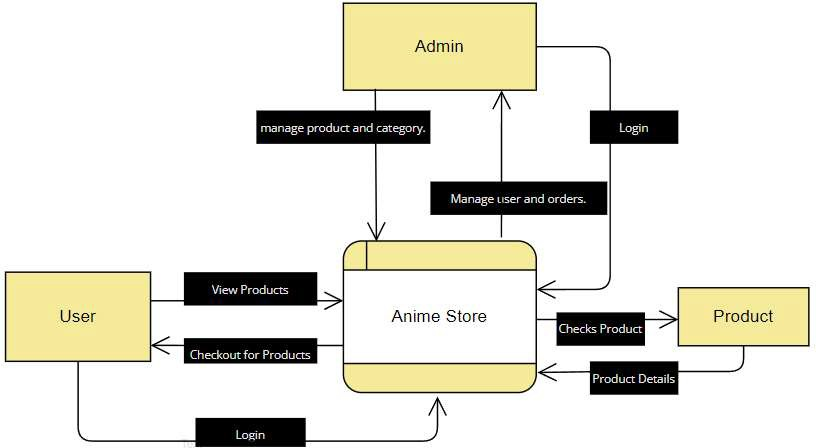 Admin
manage product and category.
Login
Manage user and orders.
View Products
User
Anime Store
Product
Checks Product
Checkout for Products
Product Details
Login